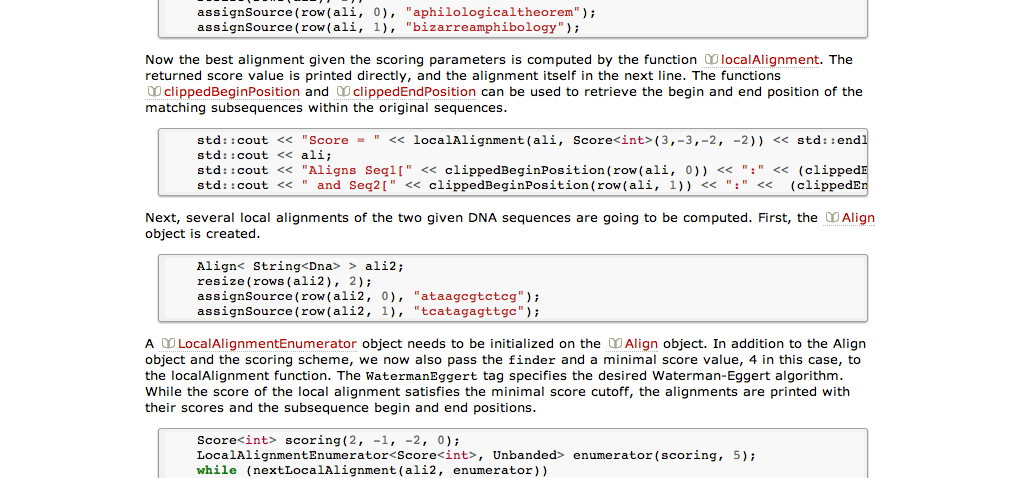 assignSource(row(ali, 0), "aphilologicaltheorem");
assignSource(row(ali, 1), "bizarreamphibology");
Now the best alignment given the scoring parameters is computed by the function localAlignment. The
returned score value is printed directly, and the alignment itself in the next line. The functions
clippedBeginPosition and clippedEndPosition can be used to retrieve the begin and end position of the
matching subsequences within the original sequences.
std::cout << "Score = " << localAlignment(ali, Score<int>(3,-3,-2, -2)) << std::endl
std::cout << ali;
std::cout << "Aligns Seq1[" << clippedBeginPosition(row(ali, 0)) << ":" << (clippedE
std::cout << " and Seq2[" << clippedBeginPosition(row(ali, 1)) << ":" <<  (clippedEn
Next, several local alignments of the two given DNA sequences are going to be computed. First, the Align
object is created.
Align< String<Dna> > ali2;
resize(rows(ali2), 2);
assignSource(row(ali2, 0), "ataagcgtctcg");
assignSource(row(ali2, 1), "tcatagagttgc");
A LocalAlignmentEnumerator object needs to be initialized on the Align object. In addition to the Align
object and the scoring scheme, we now also pass the finder and a minimal score value, 4 in this case, to
the localAlignment function. The WatermanEggert tag specifies the desired Waterman-Eggert algorithm.
While the score of the local alignment satisfies the minimal score cutoff, the alignments are printed with
their scores and the subsequence begin and end positions.
Score<int> scoring(2, -1, -2, 0);
LocalAlignmentEnumerator<Score<int>, Unbanded> enumerator(scoring, 5);
while (nextLocalAlignment(ali2, enumerator))